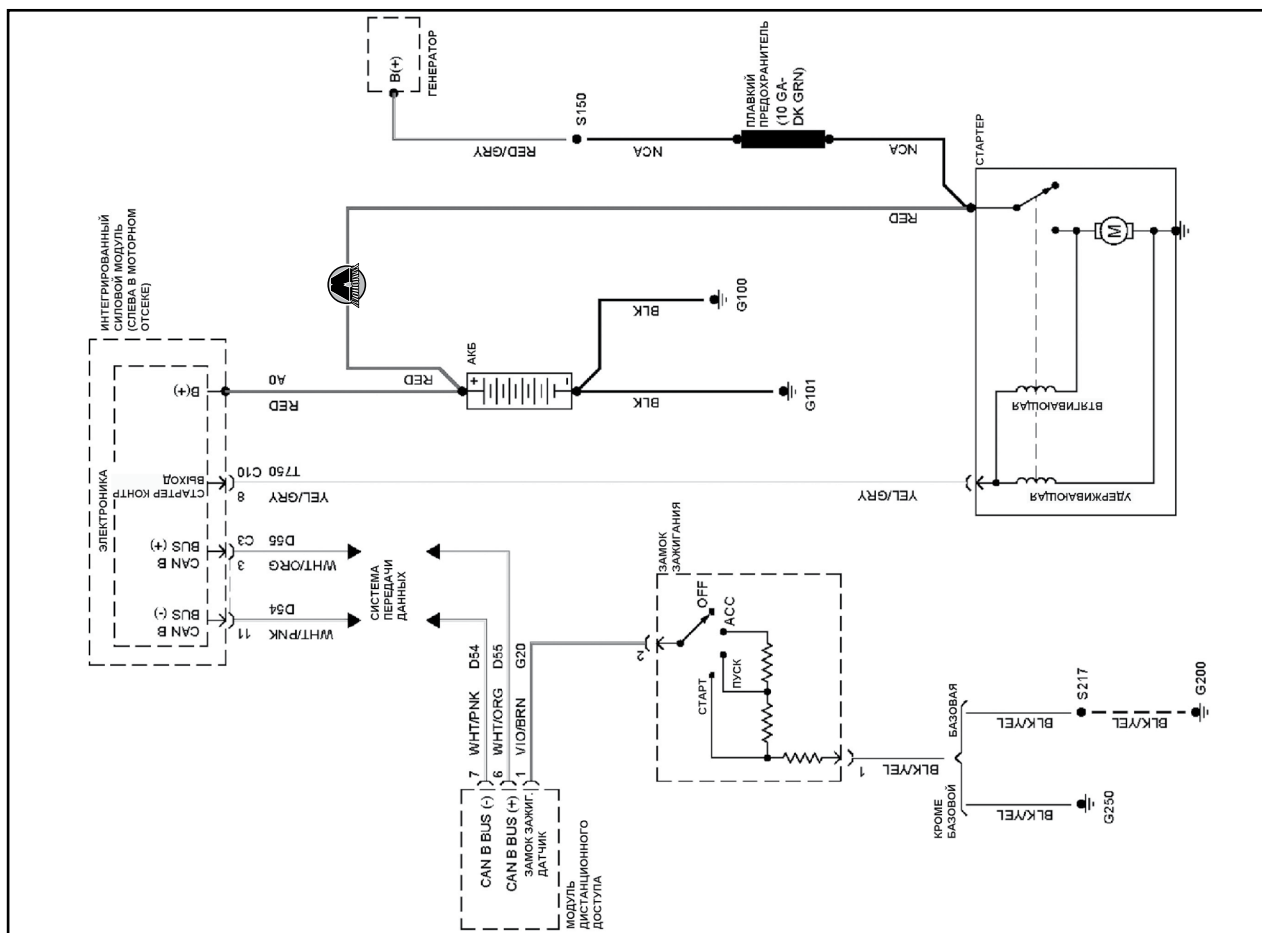 B(+)
ГЕНЕРАТОР
RED/GRY
S150
NCA
ПЛАВКИЙ
ПРЕДОХРАНИТЕЛЬ
(10 GA-
DK GRN)
NCA
СТАРТЕР
RED
M
ВТЯГИВАЮЩАЯ
УДЕРЖИВАЮЩАЯ
ИНТЕГРИРОВАННЫЙ
СИЛОВОЙ МОДУЛЬ
(СЛЕВА В МОТОРНОМ
ОТСЕКЕ)
B(+)
A0
RED
RED
АКБ
+
-
BLK
G100
BLK
G101
ЭЛЕКТРОНИКА
СТАРТЕР КОНТР
ВЫХОД
C10
8
T750
YEL/GRY
YEL/GRY
CAN B
BUS (+)
C3
3
D55
WHT/ORG
CAN B
BUS (-)
11
D54
WHT/PNK
СИСТЕМА
ПЕРЕДАЧИ
ДАННЫХ
7
WHT/PNK
D54
6
WHT/ORG
D55
1
VIO/BRN
G20
CAN B BUS (-)
CAN B BUS (+)
ЗАМОК ЗАЖИГ.
ДАТЧИК
МОДУЛЬ
ДИСТАНЦИОННОГО
ДОСТУПА
ЗАМОК
ЗАЖИГАНИЯ
2
OFF
ACC
ПУСК
СТАРТ
1
BLK/YEL
БАЗОВАЯ
BLK/YEL
S217
BLK/YEL
G200
КРОМЕ
БАЗОВОЙ
BLK/YEL
G250